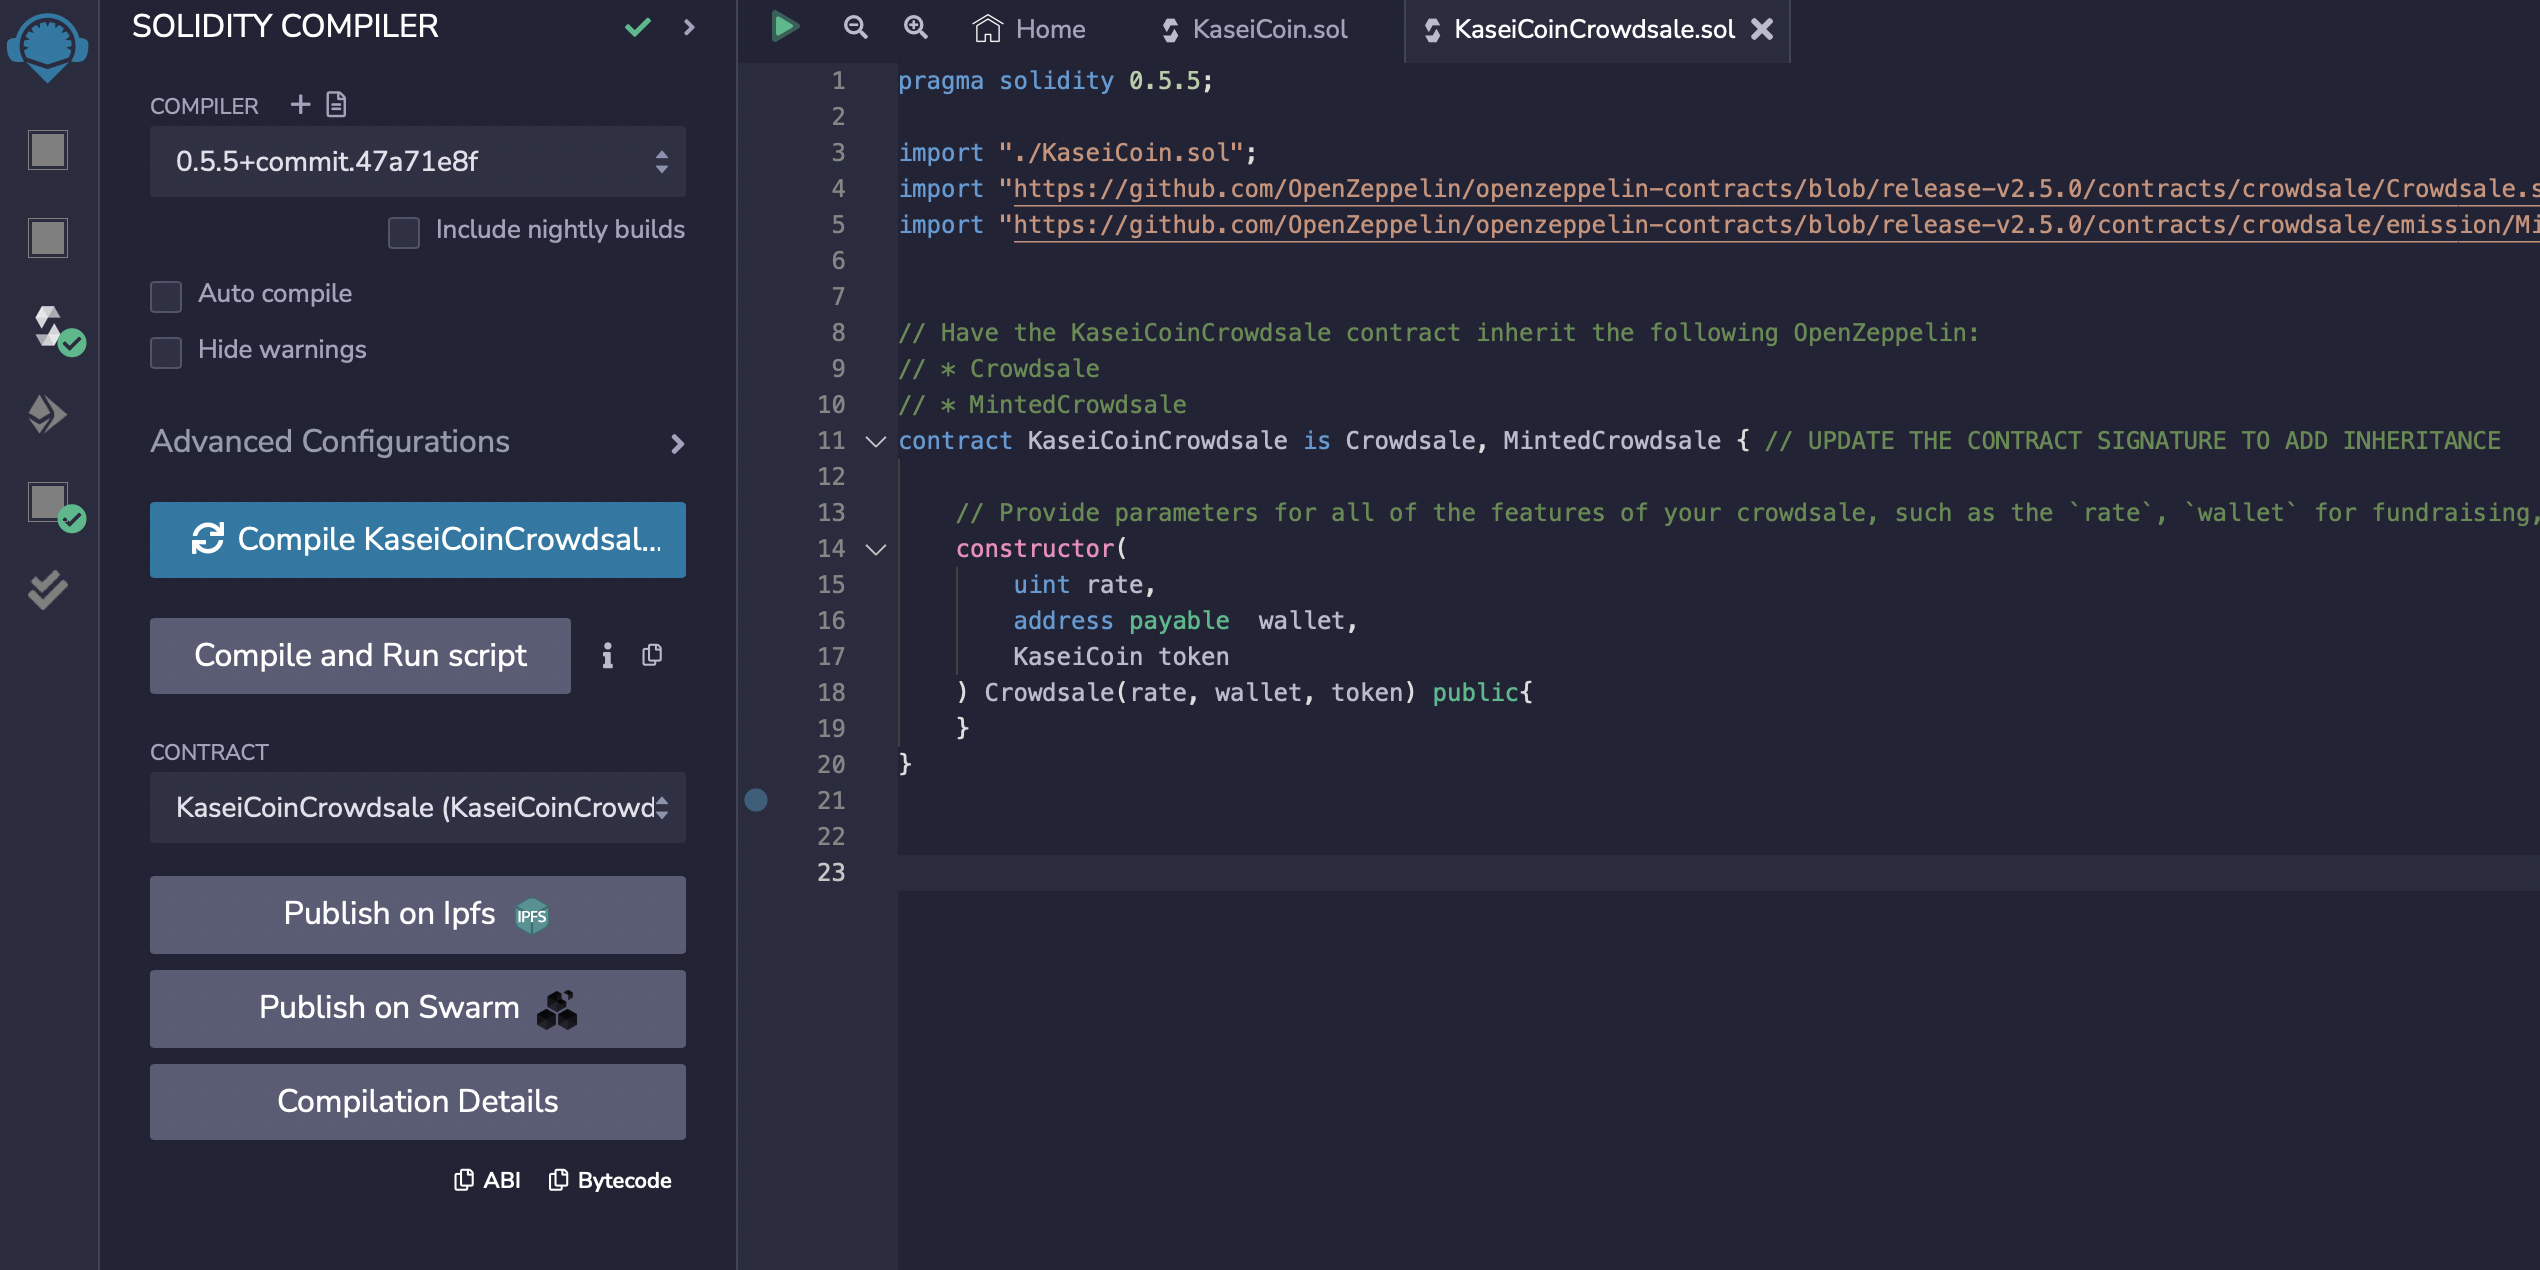 SOLIDITY COMPILER
COMPILER
0.5.5+commit.47a71e8f
Include nightly builds
Auto compile
Hide warnings
Advanced Configurations
Compile KaseiCoinCrowdsal...
Compile and Run script
CONTRACT
KaseiCoinCrowdsale (KaseiCoinCrowd
Publish on Ipfs IPFS
Publish on Swarm
Compilation Details
ABI Bytecode
Home KaseiCoin.sol KaseiCoinCrowdsale.sol
1 pragma solidity 0.5.5;
2
3 import "./KaseiCoin.sol";
4 import "https://github.com/OpenZeppelin/openzeppelin-contracts/blob/release-v2.5.0/contracts/crowdsale/Crowdsale.s
5 import "https://github.com/OpenZeppelin/openzeppelin-contracts/blob/release-v2.5.0/contracts/crowdsale/emission/Mi
6
7
8 // Have the KaseiCoinCrowdsale contract inherit the following OpenZeppelin:
9 // * Crowdsale
10 // * MintedCrowdsale
11 contract KaseiCoinCrowdsale is Crowdsale, MintedCrowdsale { // UPDATE THE CONTRACT SIGNATURE TO ADD INHERITANCE
12
13 // Provide parameters for all of the features of your crowdsale, such as the `rate`, `wallet` for fundraising,
14 constructor(
15 uint rate,
16 address payable  wallet,
17 KaseiCoin token
18 ) Crowdsale(rate, wallet, token) public{
19 }
20 }
21
22
23